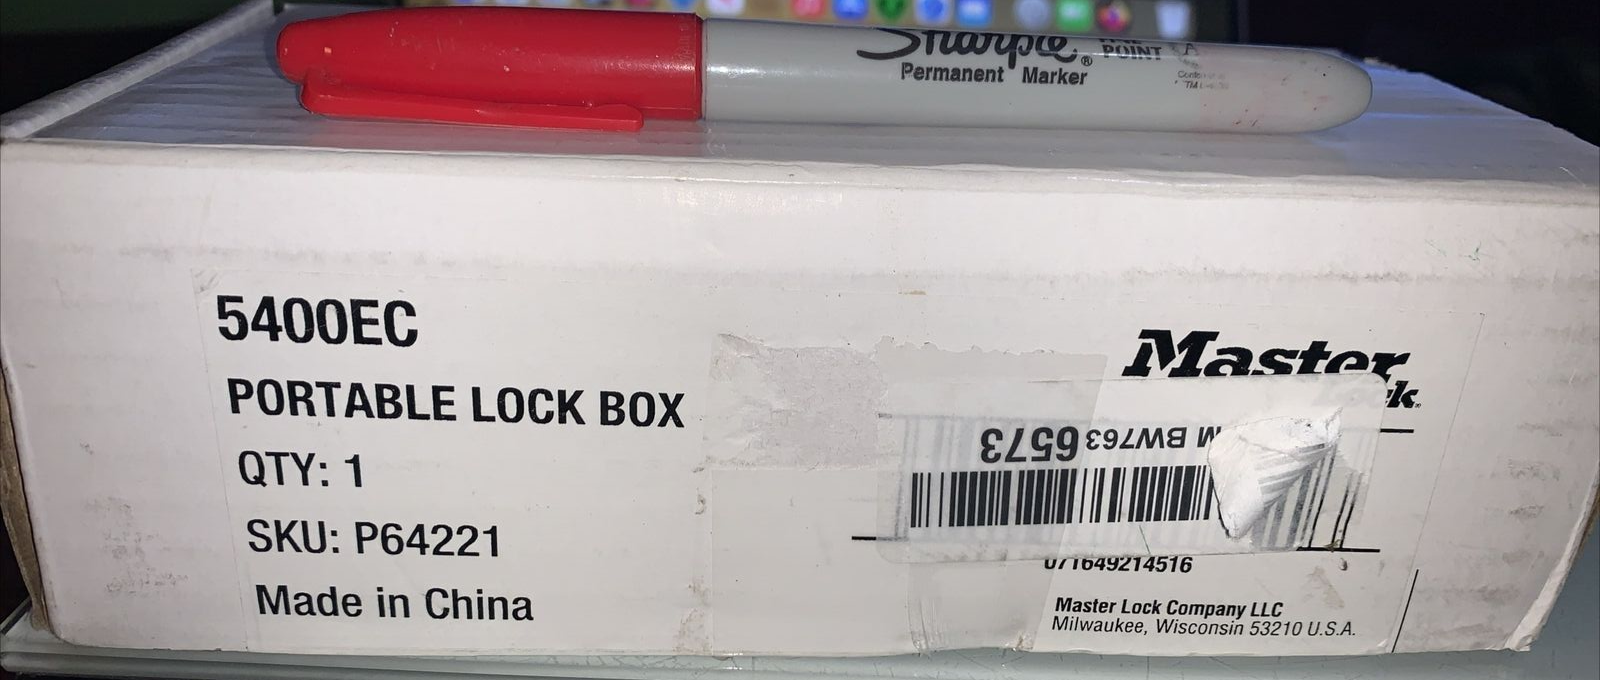 Sharpie®
POINT
Permanent Marker
5400EC
PORTABLE LOCK BOX
QTY: 1
SKU: P64221
Made in China
Master
M BW763 6573
071649214516
Master Lock Company LLC
Milwaukee, Wisconsin 53210 U.S.A.